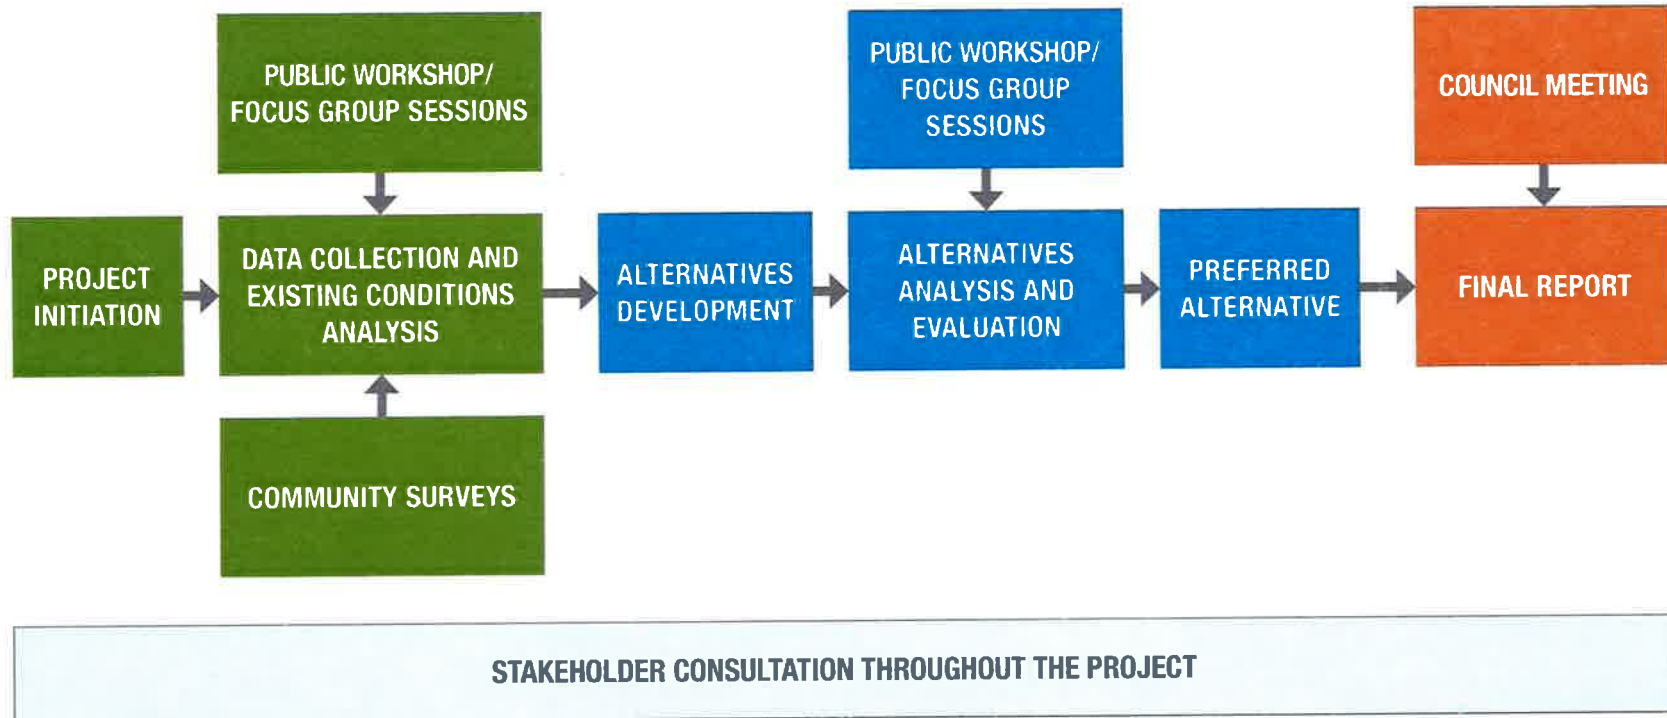 PUBLIC WORKSHOP/
FOCUS GROUP SESSIONS
PUBLIC WORKSHOP/
FOCUS GROUP
SESSIONS
COUNCIL MEETING
PROJECT
INITIATION
DATA COLLECTION AND
EXISTING CONDITIONS
ANALYSIS
ALTERNATIVES
DEVELOPMENT
ALTERNATIVES
ANALYSIS AND
EVALUATION
PREFERRED
ALTERNATIVE
FINAL REPORT
COMMUNITY SURVEYS
STAKEHOLDER CONSULTATION THROUGHOUT THE PROJECT